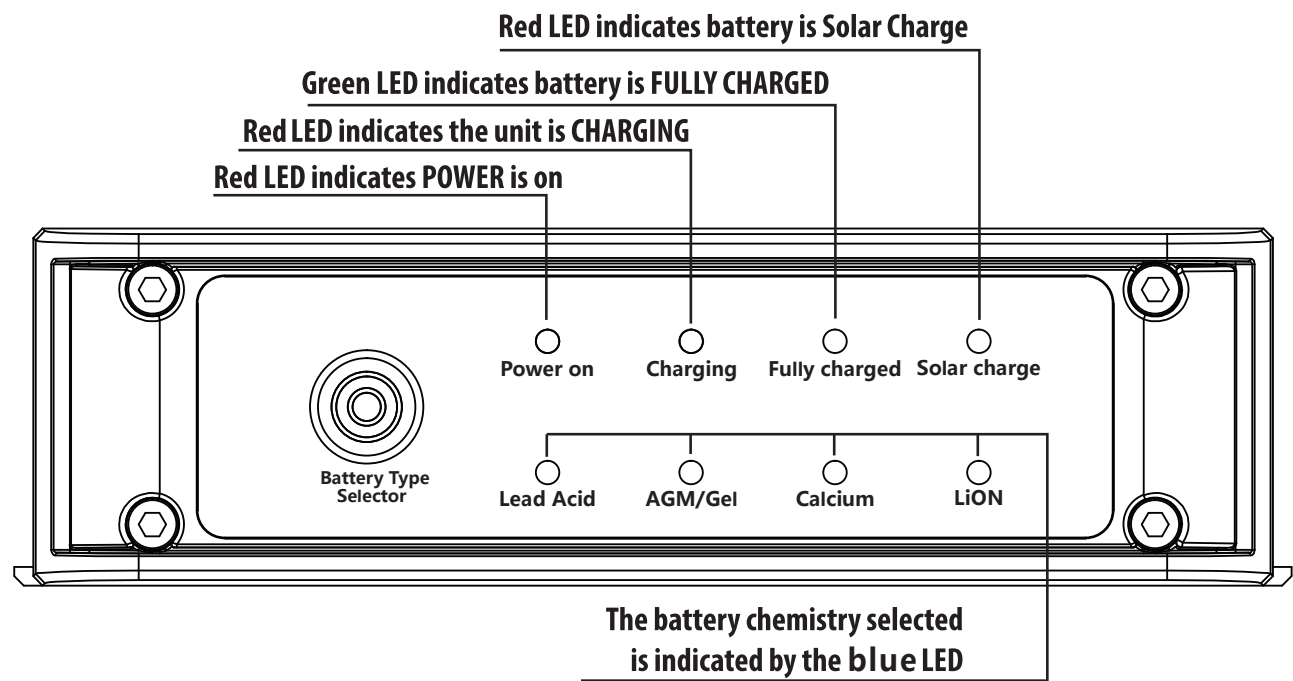 Red LED indicates battery is Solar Charge
Green LED indicates battery is FULLY CHARGED
Red LED indicates the unit is CHARGING
Red LED indicates POWER is on
Power on
Charging
Fully charged
Solar charge
Battery Type
Selector
Lead Acid
AGM/Gel
Calcium
LiON
The battery chemistry selected
is indicated by the blue LED